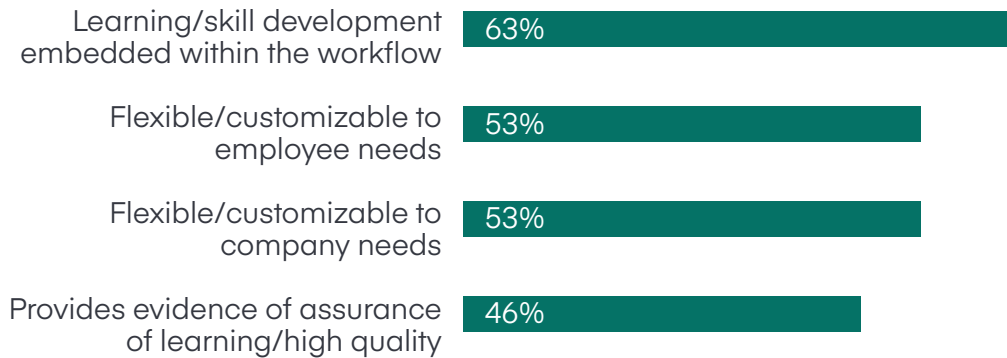 Learning/skill development
embedded within the workflow
63%
Flexible/customizable to
employee needs
53%
Flexible/customizable to
company needs
53%
Provides evidence of assurance
of learning/high quality
46%